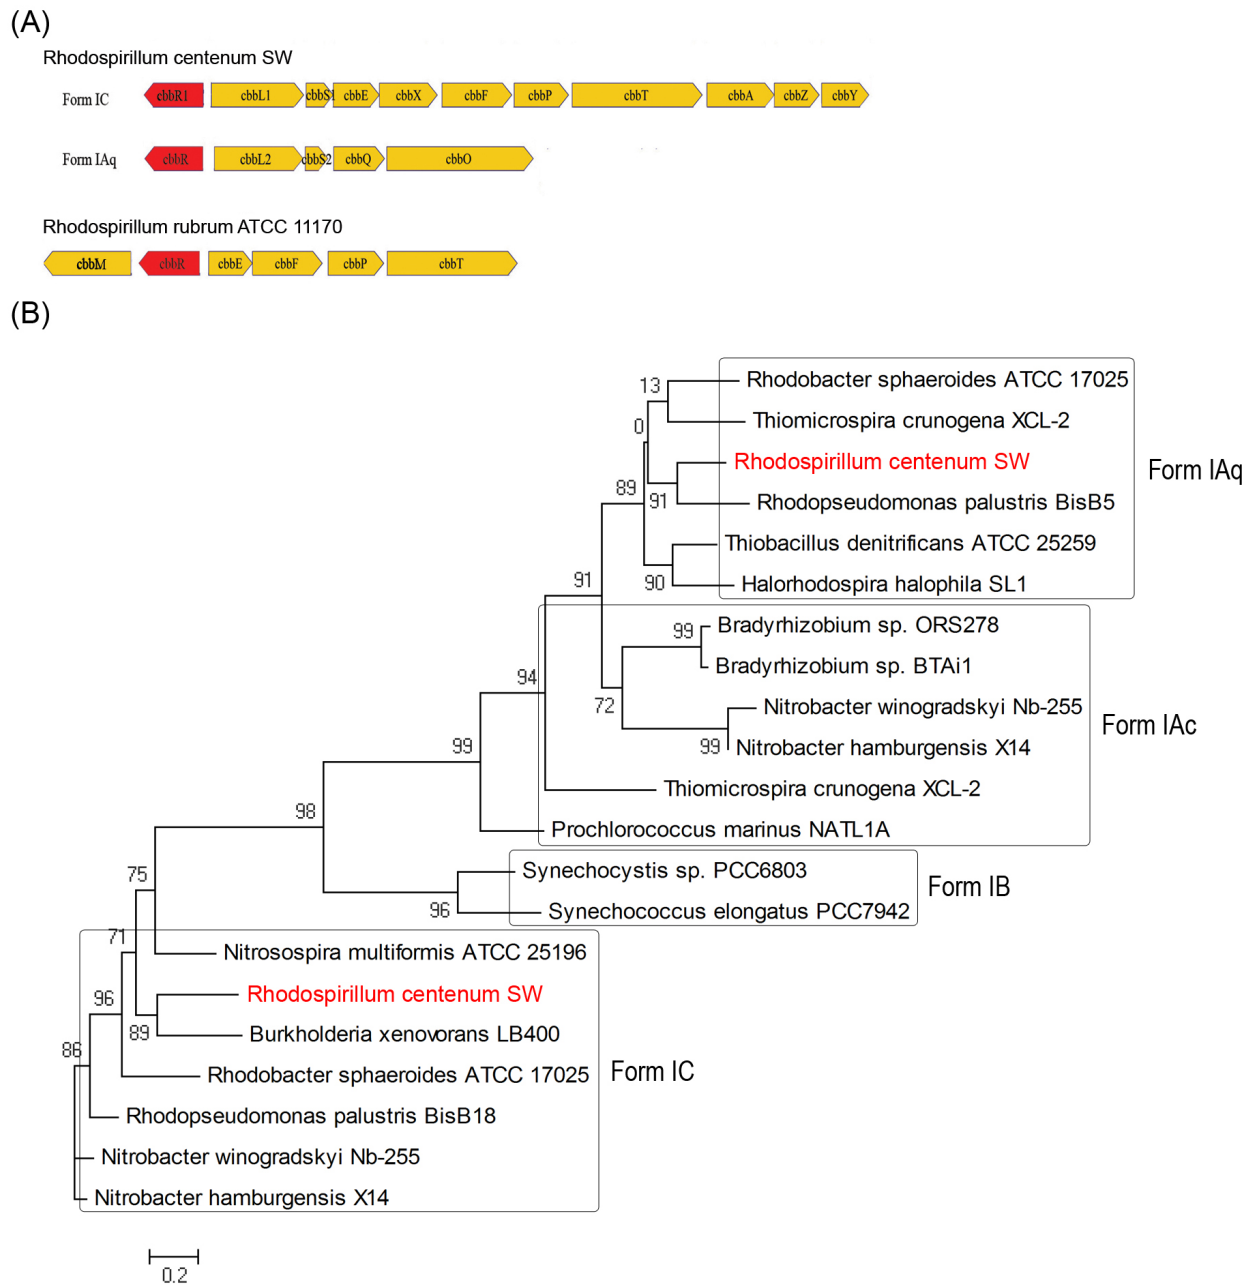 (A)
Rhodospirillum centenum SW
Form IC cbbR1 cbbL1 cbbS1 cbbE cbbX cbbF cbbP cbbT cbbA cbbZ cbbY
Form IAq cbbR cbbL2 cbbS2 cbbQ cbbO
Rhodospirillum rubrum ATCC 11170
cbbM cbbR cbbE cbbF cbbP cbbT
(B)
13 Rhodobacter sphaeroides ATCC 17025
Thiomicrospira crunogena XCL-2
0
Rhodospirillum centenum SW
Form IAq
89
91 Rhodopseudomonas palustris BisB5
Thiobacillus denitrificans ATCC 25259
91
90 Halorhodospira halophila SL1
99 Bradyrhizobium sp. ORS278
Bradyrhizobium sp. BTAi1
94
72 Nitrobacter winogradskyi Nb-255
Form IAc
99
99 Nitrobacter hamburgensis X14
Thiomicrospira crunogena XCL-2
98
Prochlorococcus marinus NATL1A
75
Synechocystis sp. PCC6803
Form IB
96 Synechococcus elongatus PCC7942
71
Nitrosospira multiformis ATCC 25196
96
Rhodospirillum centenum SW
89 Burkholderia xenovorans LB400
86
Rhodobacter sphaeroides ATCC 17025
Form IC
Rhodopseudomonas palustris BisB18
Nitrobacter winogradskyi Nb-255
Nitrobacter hamburgensis X14
0.2